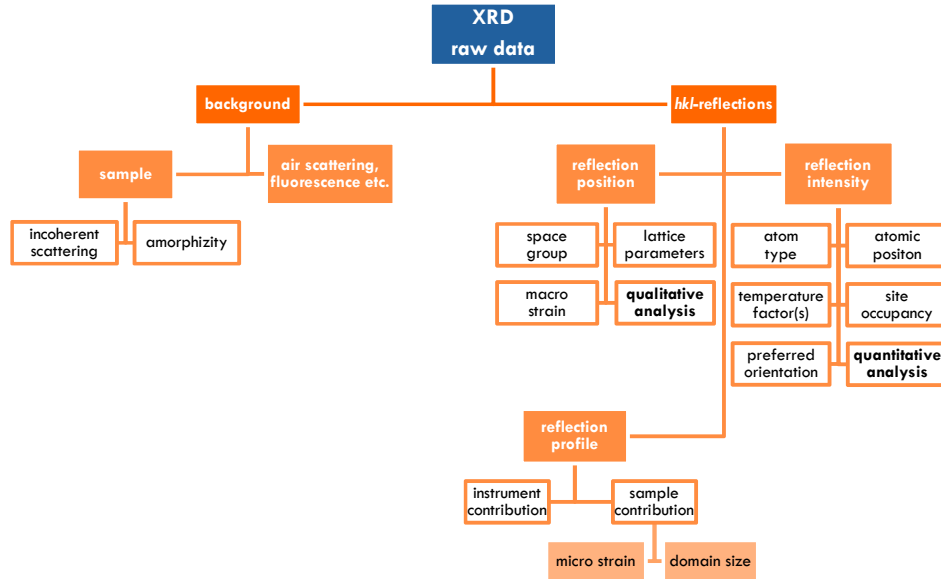 XRD
raw data
background
hkl-reflections
sample
air scattering,
fluorescence etc.
reflection
position
reflection
intensity
incoherent
scattering
amorphizity
space
group
lattice
parameters
atom
type
atomic
positon
macro
strain
qualitative
analysis
temperature
factor(s)
site
occupancy
preferred
orientation
quantitative
analysis
reflection
profile
instrument
contribution
sample
contribution
micro strain
domain size